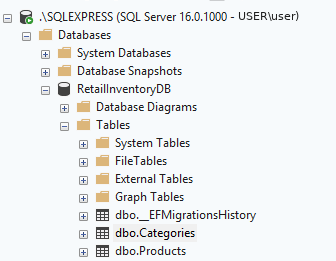 .\SQLEXPRESS (SQL Server 16.0.1000 - USER\user)
Databases
System Databases
Database Snapshots
RetailInventoryDB
Database Diagrams
Tables
System Tables
FileTables
External Tables
Graph Tables
dbo.__EFMigrationsHistory
dbo.Categories
dbo.Products